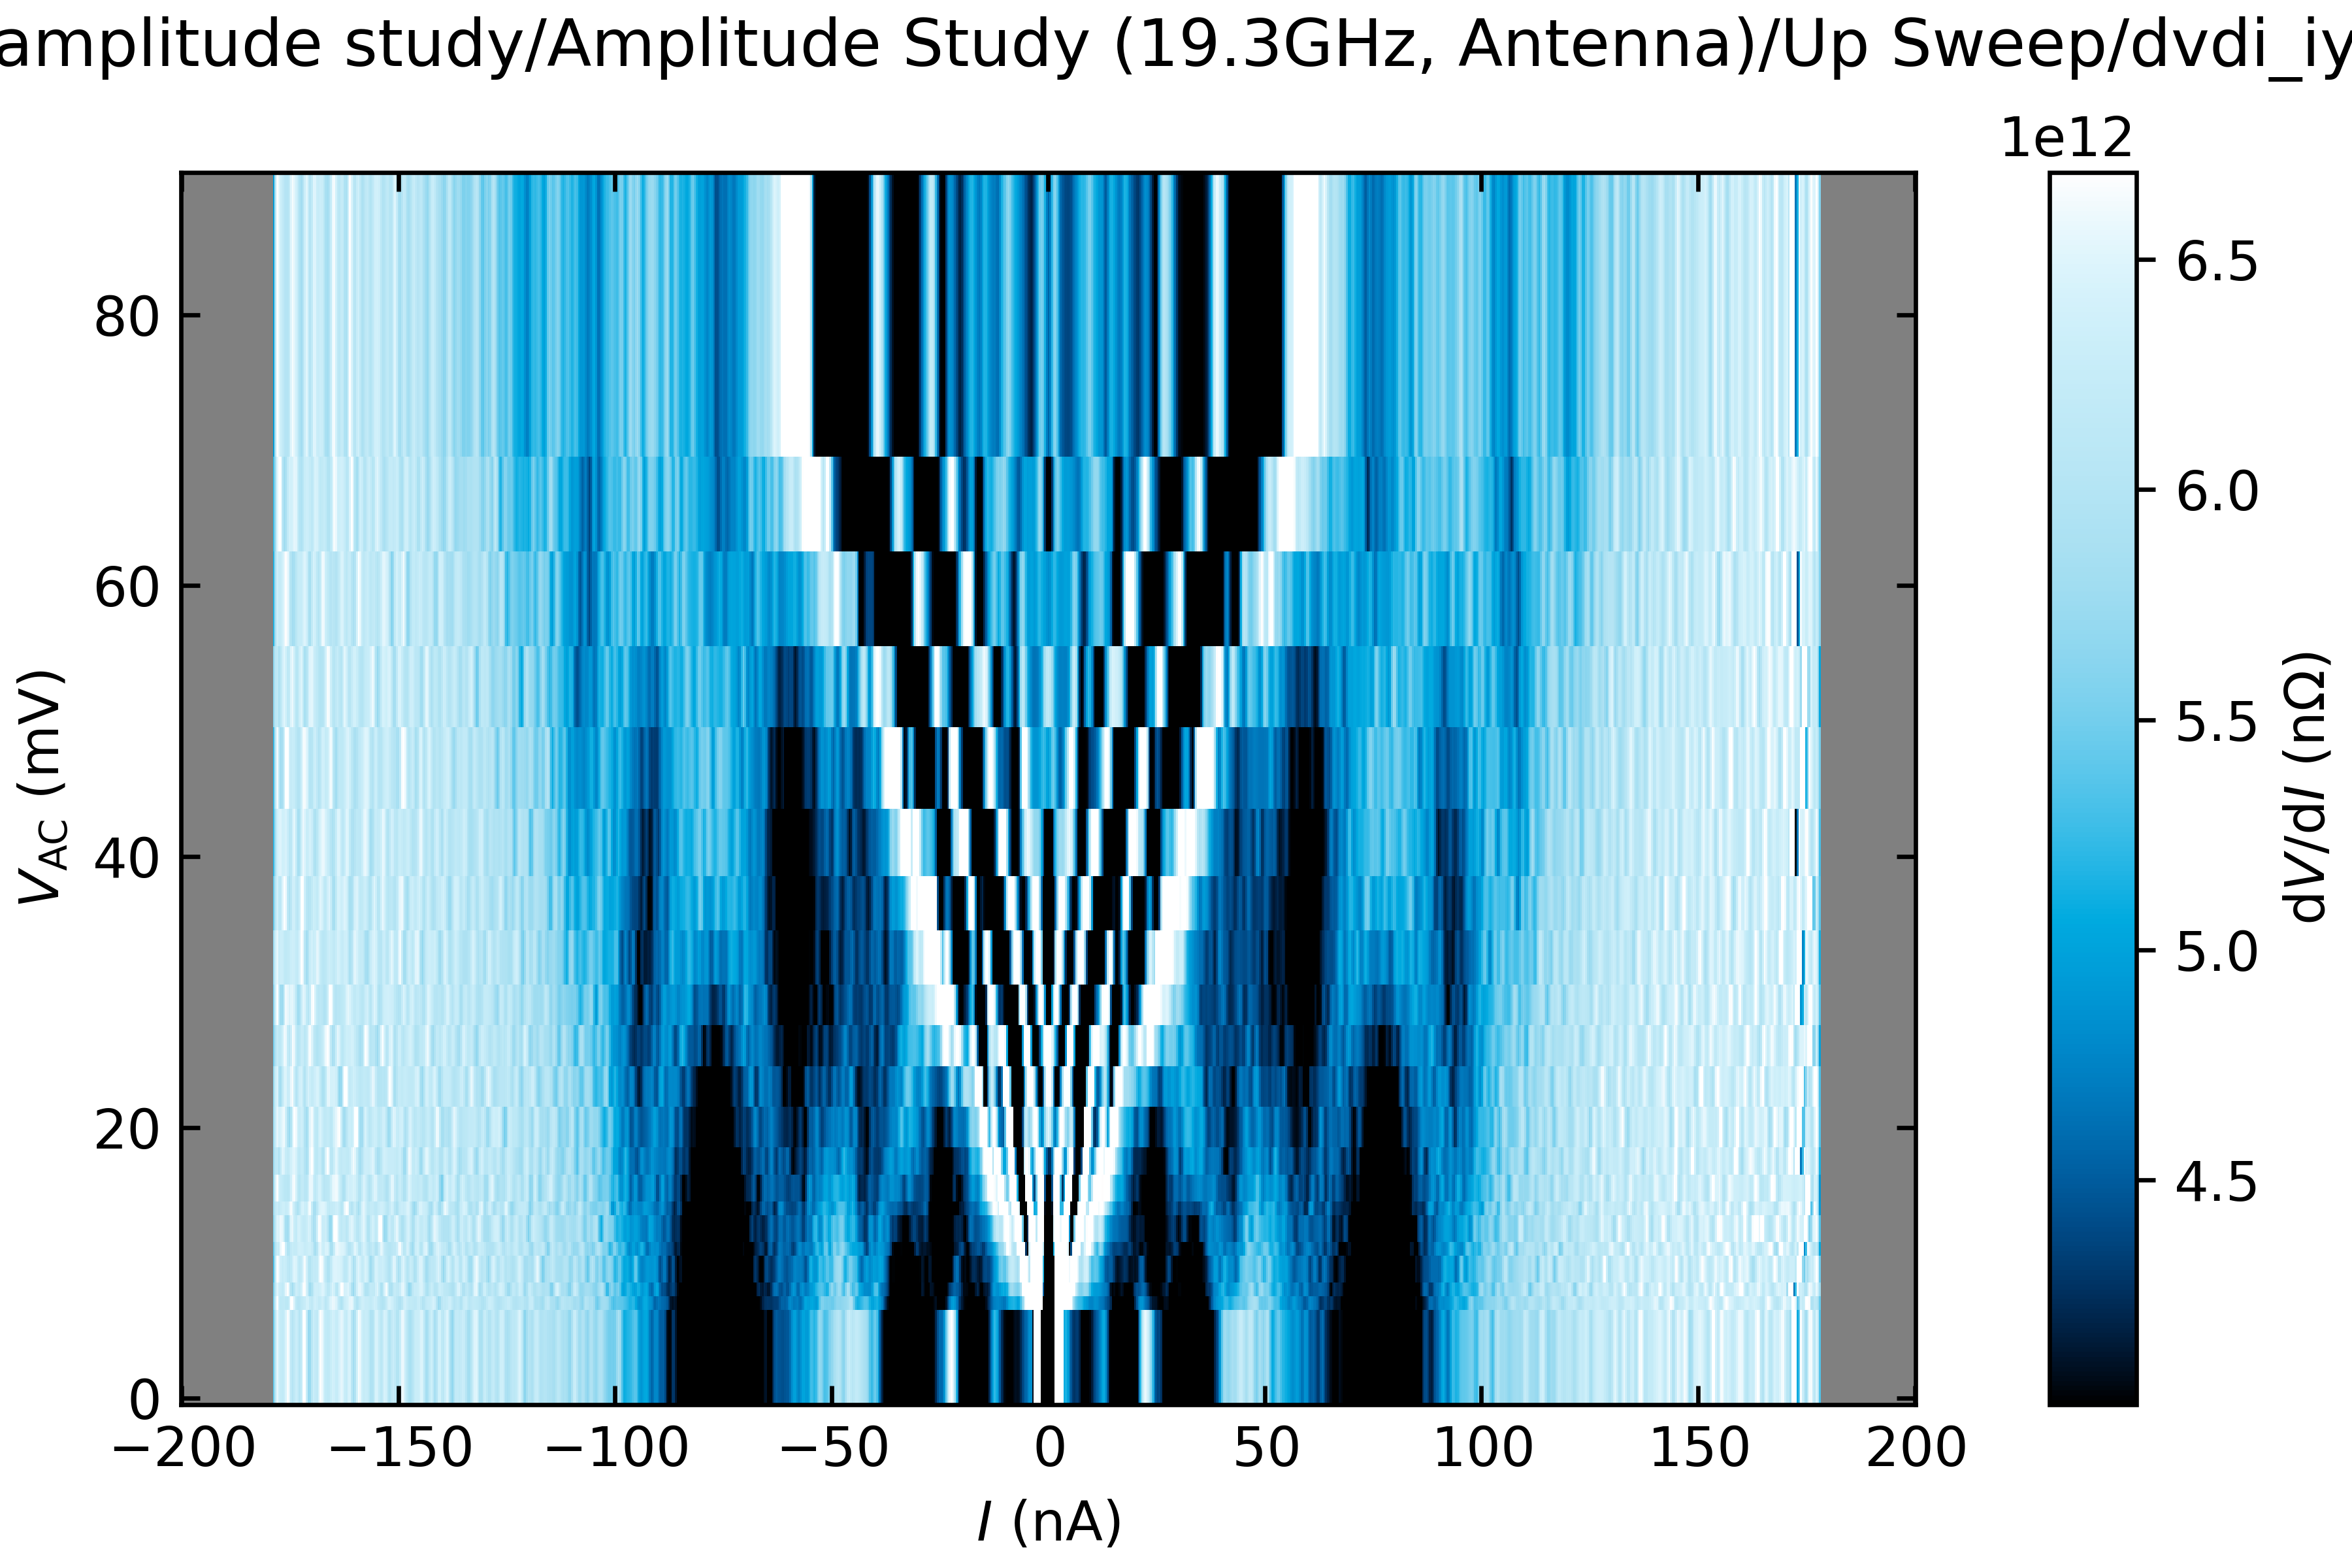 amplitude study/Amplitude Study (19.3GHz, Antenna)/Up Sweep/dvdi_iy
1e12
6.5
6.0
5.5
5.0
4.5
dV/dI (nΩ)
80
60
40
20
0
V_AC (mV)
−200 −150 −100 −50 0 50 100 150 200
I (nA)